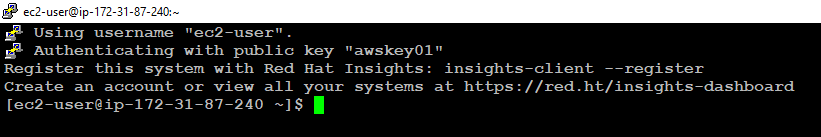 ec2-user@ip-172-31-87-240:~
Using username "ec2-user".
Authenticating with public key "awskey01"
Register this system with Red Hat Insights: insights-client --register
Create an account or view all your systems at https://red.ht/insights-dashboard
[ec2-user@ip-172-31-87-240 ~]$